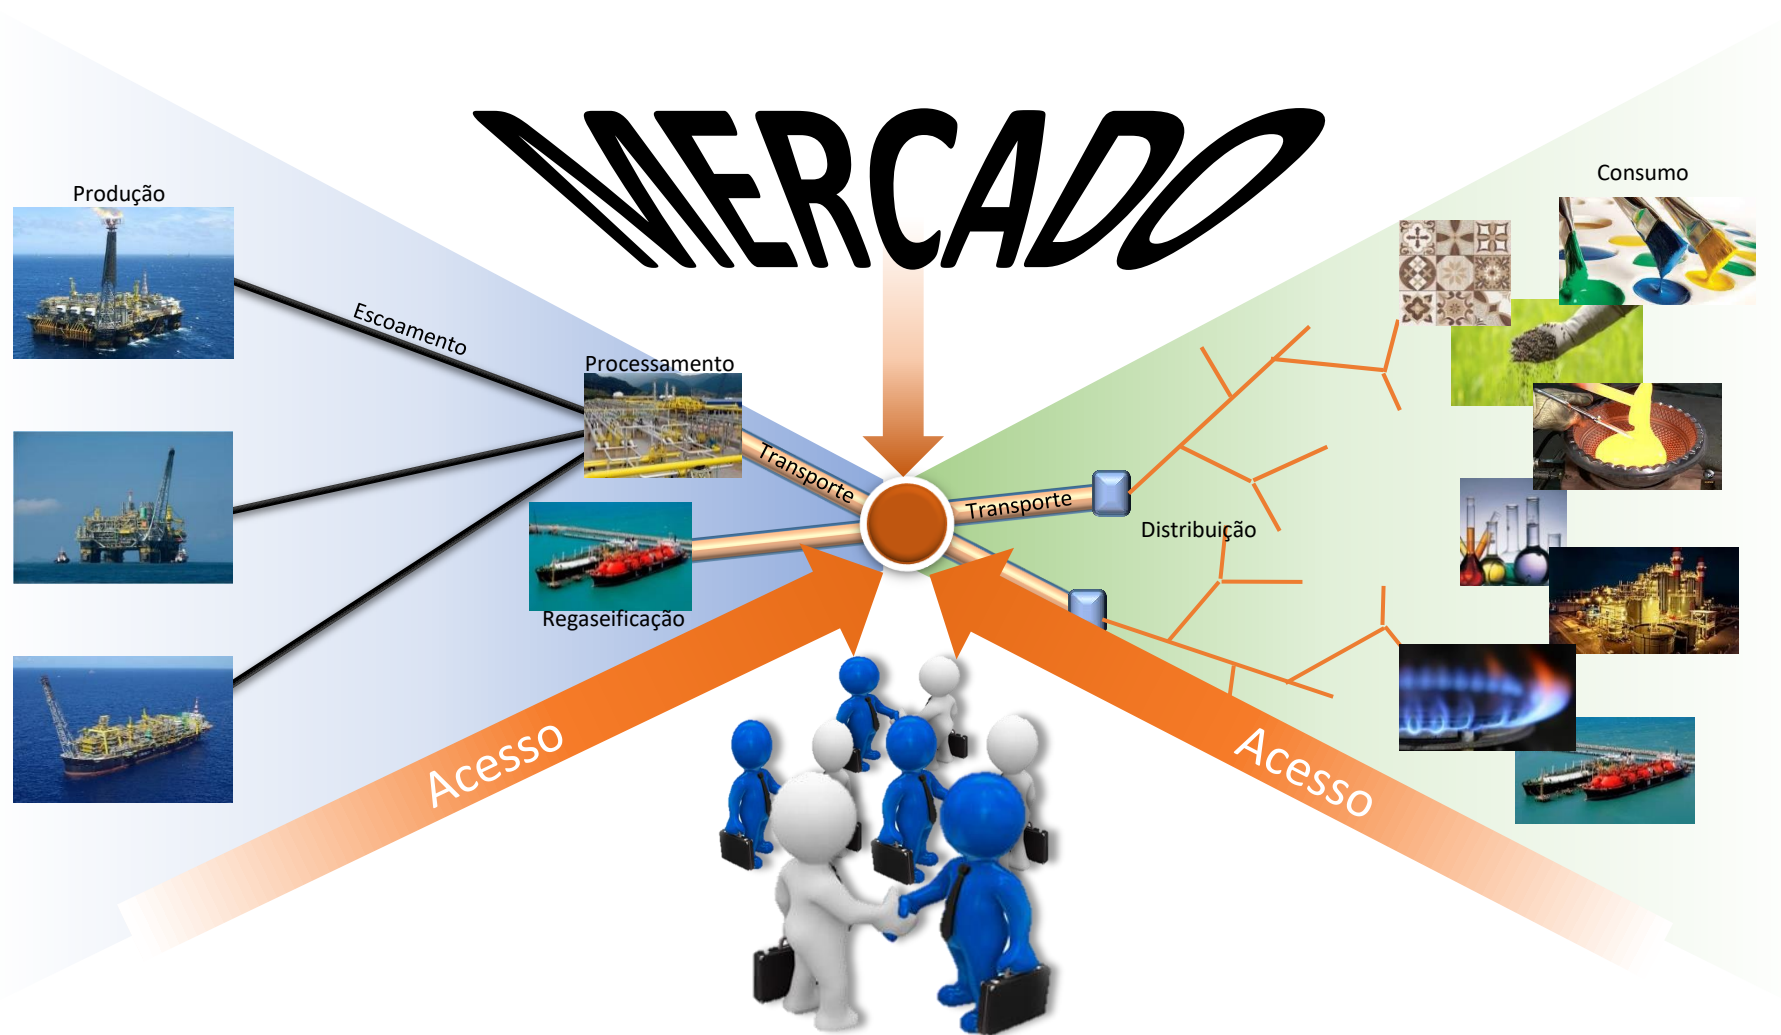 MERCADO
Produção
Consumo
Escoamento
Processamento
Transporte
Transporte
Distribuição
Regaseificação
Acesso
Acesso